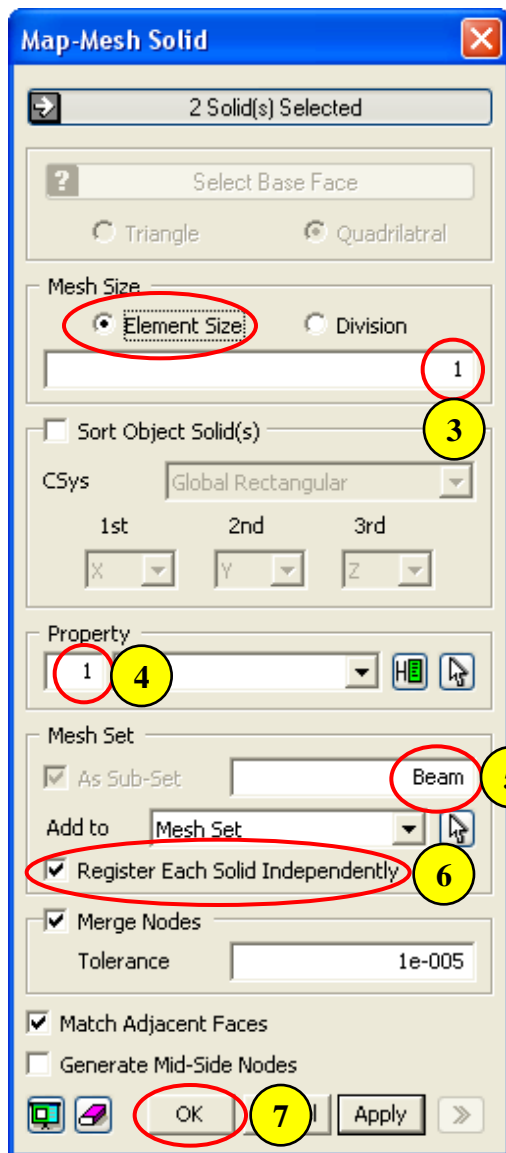 Map-Mesh Solid
2 Solid(s) Selected
? Select Base Face
Triangle Quadrilatral
Mesh Size
Element Size Division
1
3
Sort Object Solid(s)
CSys Global Rectangular
1st 2nd 3rd
X Y Z
Property
1 4
Mesh Set
As Sub-Set Beam
Add to Mesh Set
Register Each Solid Independently 6
Merge Nodes
Tolerance 1e-005
Match Adjacent Faces
Generate Mid-Side Nodes
OK 7 Apply